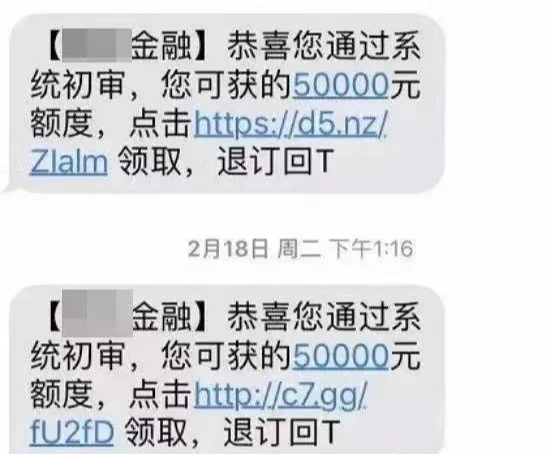 【金融】恭喜您通过系
统初审，您可获的50000元
额度，点击https://d5.nz/
Zlalm 领取，退订回T
2月18日 周二 下午1:16
【金融】恭喜您通过系
统初审，您可获的50000元
额度，点击http://c7.gg/
fU2fD 领取，退订回T